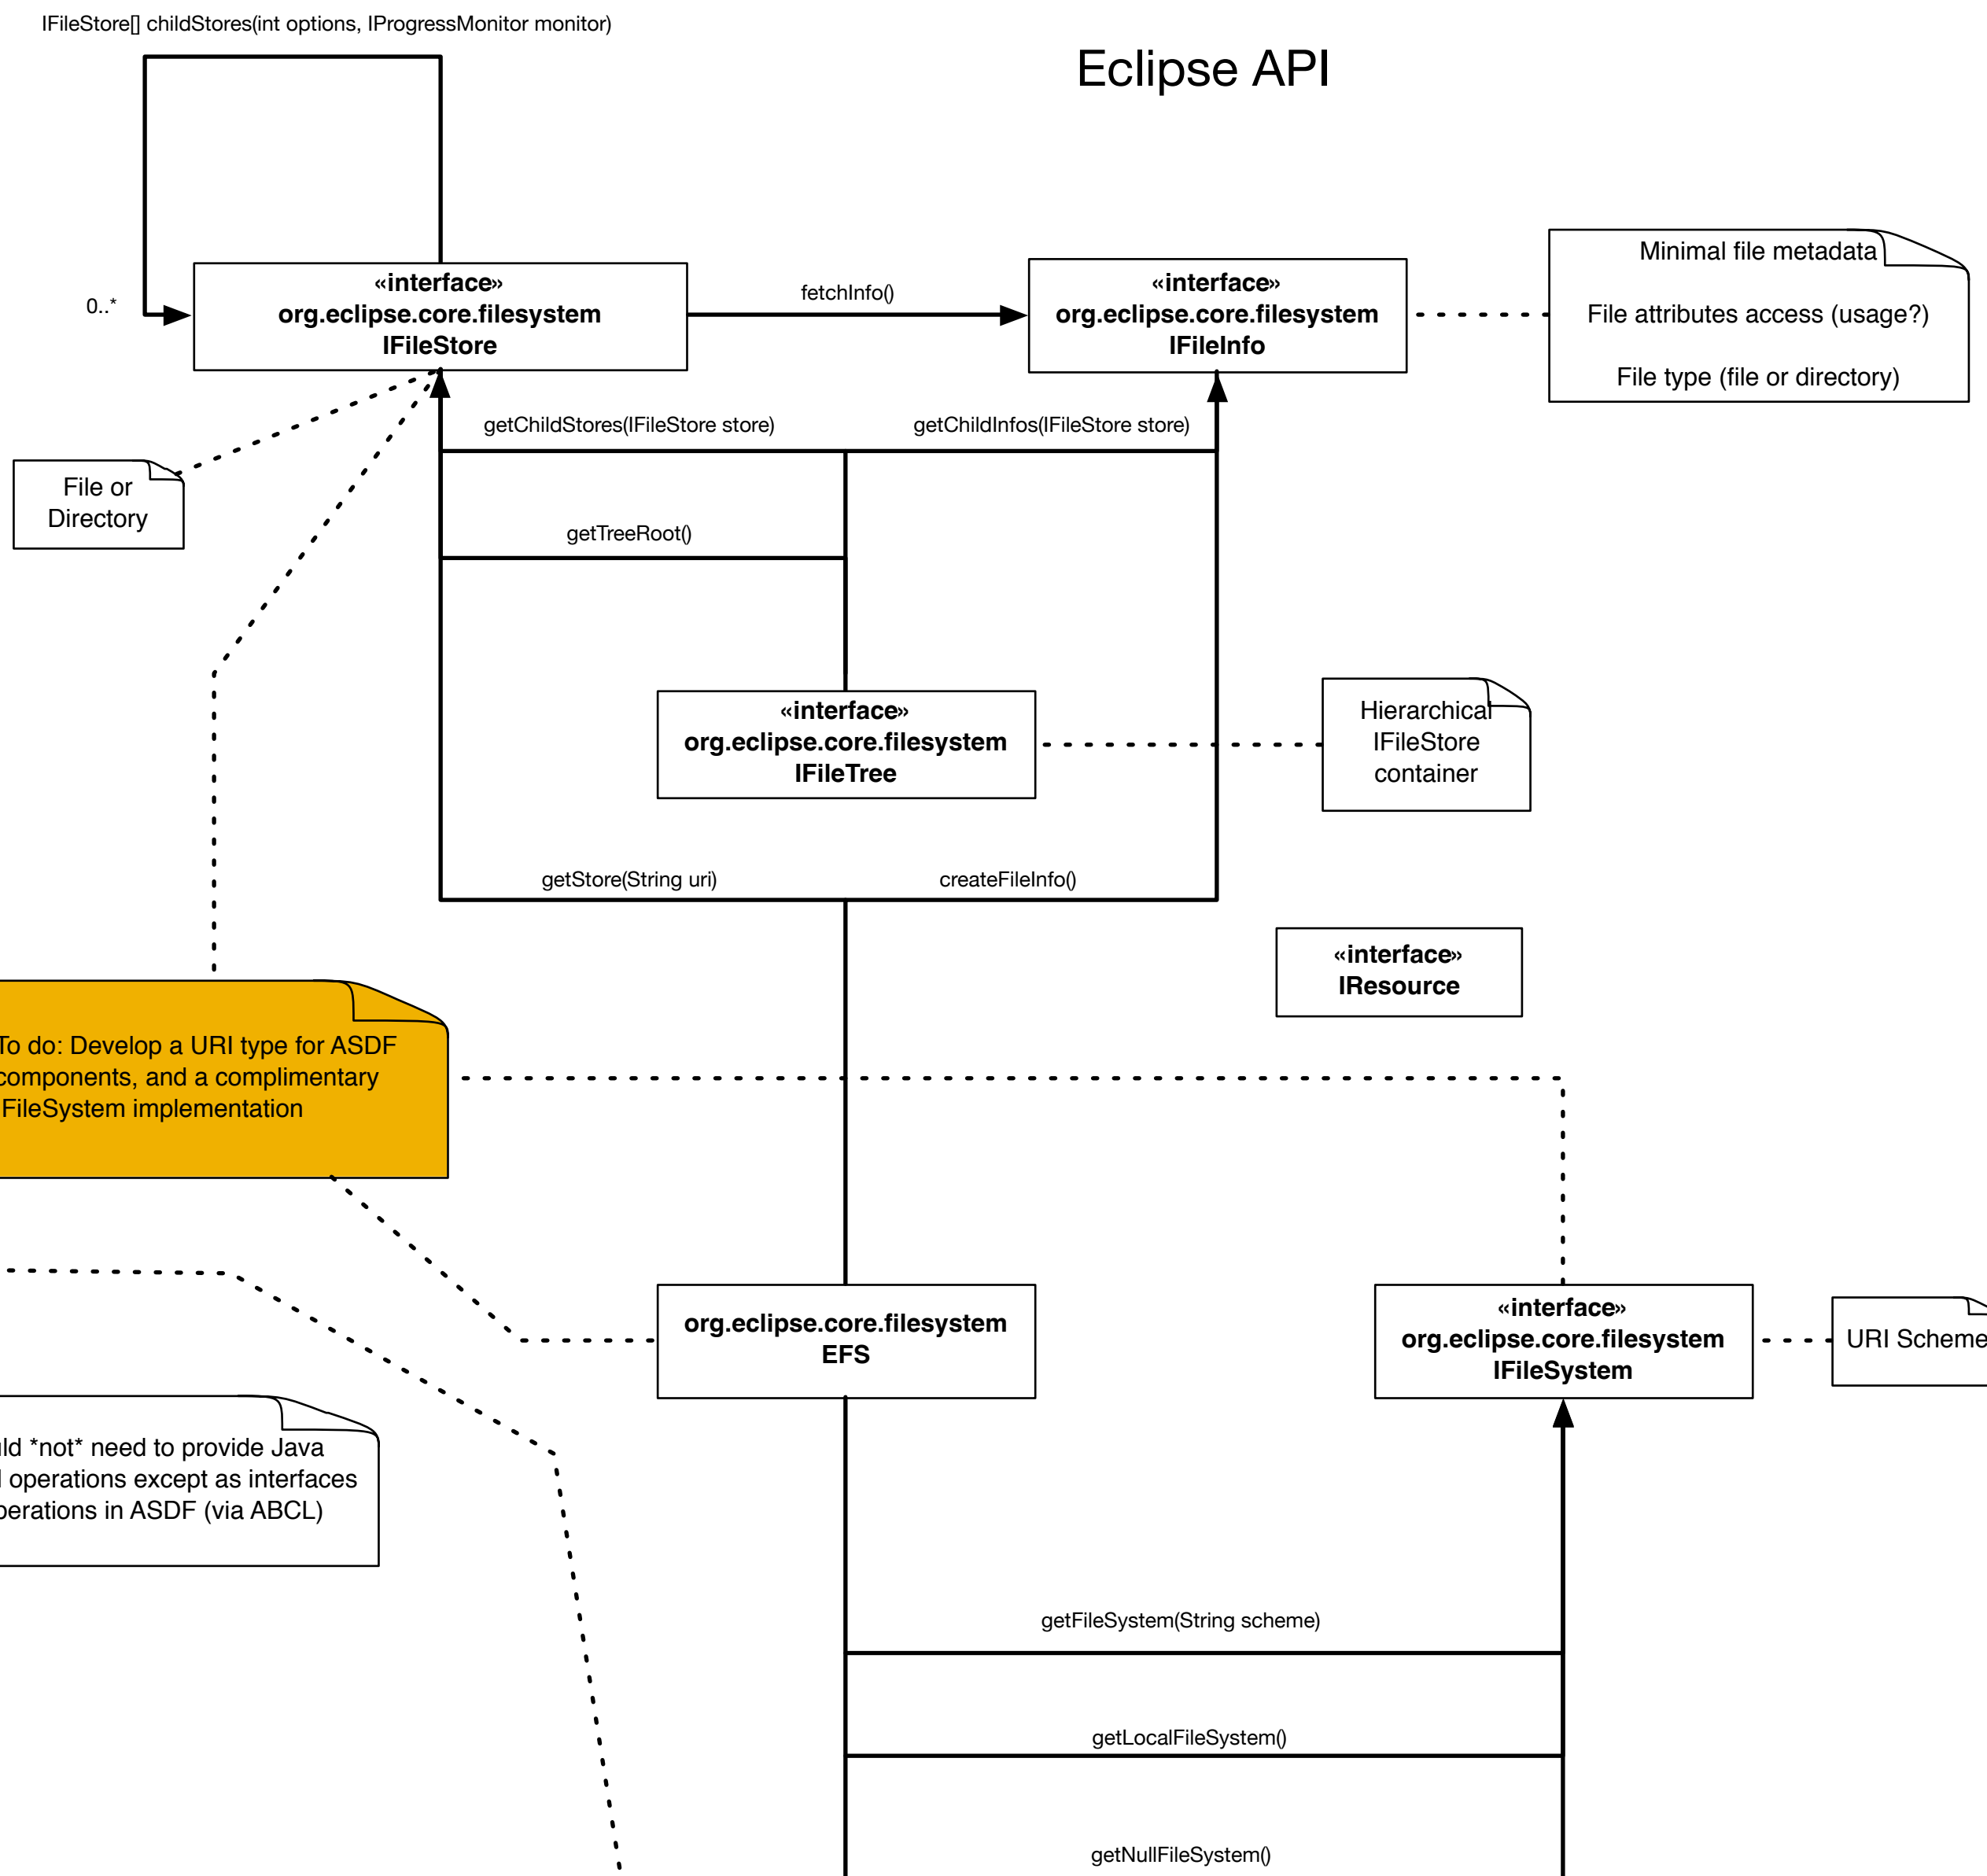 IFileStore[] childStores(int options, IProgressMonitor monitor)
Eclipse API
0..*
«interface»
org.eclipse.core.filesystem
IFileStore
fetchInfo()
«interface»
org.eclipse.core.filesystem
IFileInfo
Minimal file metadata
File attributes access (usage?)
File type (file or directory)
getChildStores(IFileStore store)
getChildInfos(IFileStore store)
File or
Directory
getTreeRoot()
«interface»
org.eclipse.core.filesystem
IFileTree
Hierarchical
IFileStore
container
getStore(String uri)
createFileInfo()
«interface»
IResource
To do: Develop a URI type for ASDF
components, and a complimentary
FileSystem implementation
org.eclipse.core.filesystem
EFS
«interface»
org.eclipse.core.filesystem
IFileSystem
URI Scheme
*not* need to provide Java
operations except as interfaces
perations in ASDF (via ABCL)
getFileSystem(String scheme)
getLocalFileSystem()
getNullFileSystem()